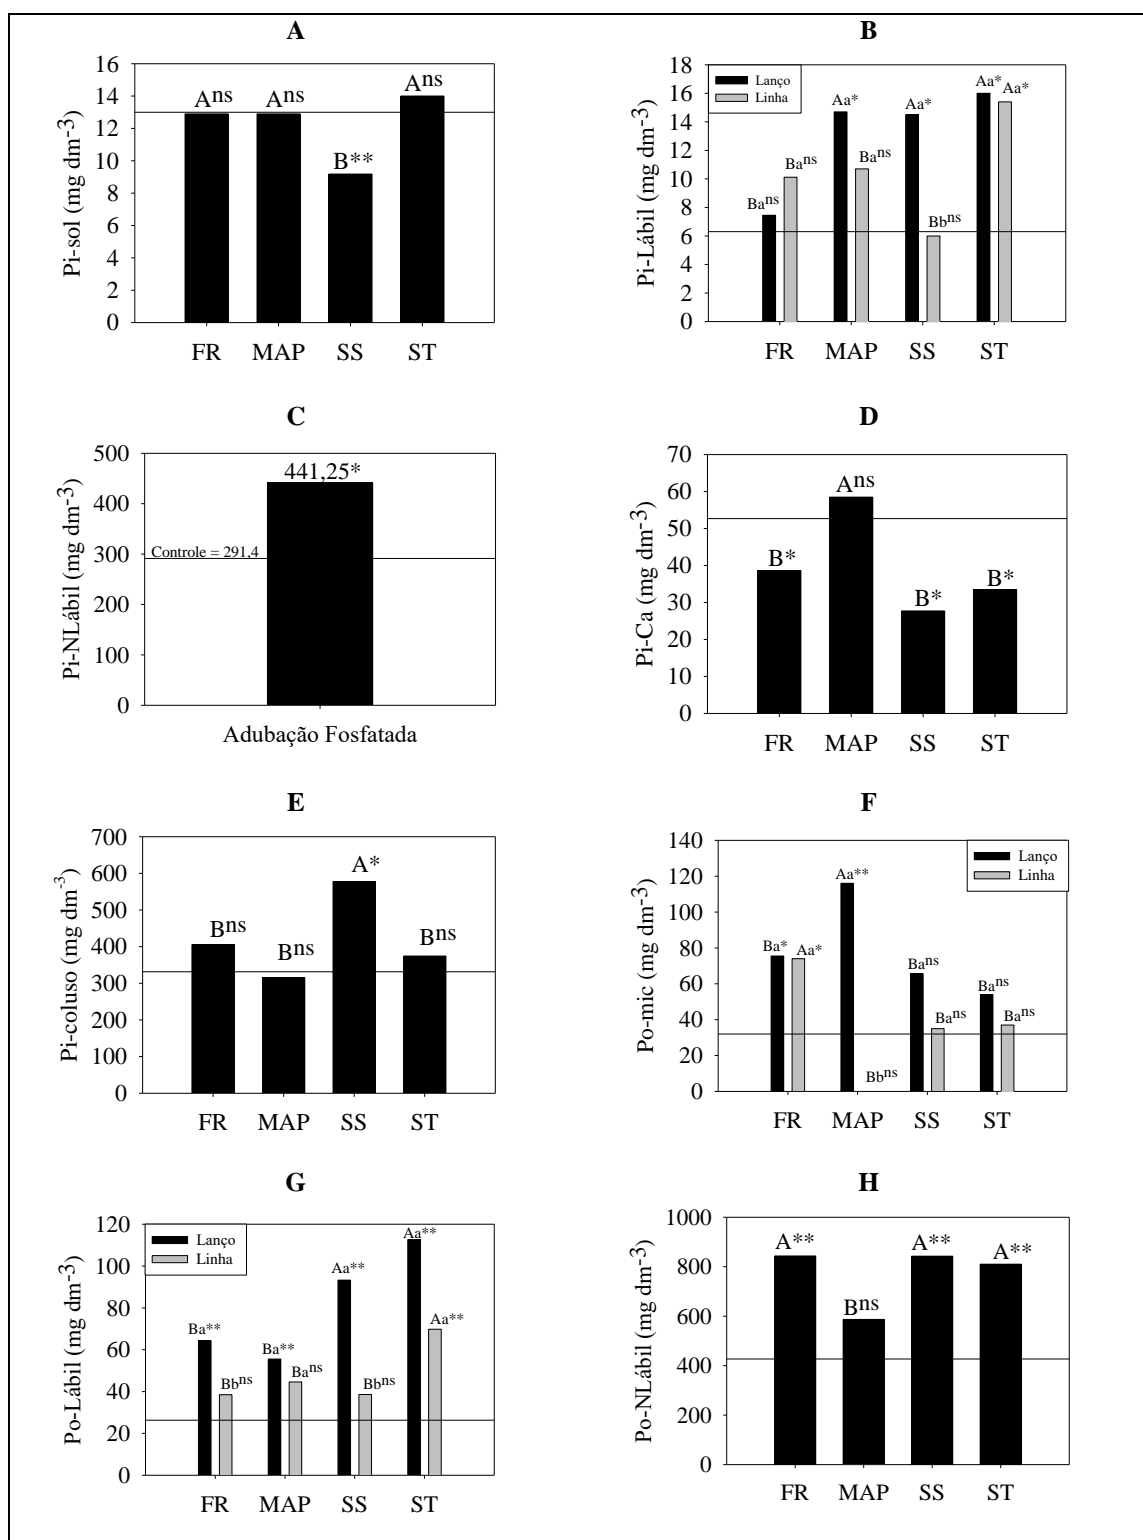 A
Pi-sol (mg dm-3)
16
14
12
10
8
6
4
2
0
Ans
Ans
B**
Ans
FR MAP SS ST
B
Pi-Lábil (mg dm-3)
18
16
14
12
10
8
6
4
2
0
Lanço
Linha
Bans
Bans
Aa*
Bans
Aa*
Bbns
Aa*
Aa*
FR MAP SS ST
C
Pi-NLábil (mg dm-3)
500
400
300
200
100
0
441,25*
Controle = 291,4
Adubação Fosfatada
D
Pi-Ca (mg dm-3)
70
60
50
40
30
20
10
0
B*
Ans
B*
B*
FR MAP SS ST
E
Pi-coluso (mg dm-3)
700
600
500
400
300
200
100
0
Bns
Bns
A*
Bns
FR MAP SS ST
F
Po-mic (mg dm-3)
140
120
100
80
60
40
20
0
Lanço
Linha
Ba*
Aa*
Aa**
Bbns
Bans
Bans
Bans
Bans
FR MAP SS ST
G
Po-Lábil (mg dm-3)
120
100
80
60
40
20
0
Lanço
Linha
Ba**
Bbns
Ba**
Bans
Aa**
Bbns
Aa**
Aa**
FR MAP SS ST
H
Po-NLábil (mg dm-3)
1000
800
600
400
200
0
A**
Bns
A**
A**
FR MAP SS ST